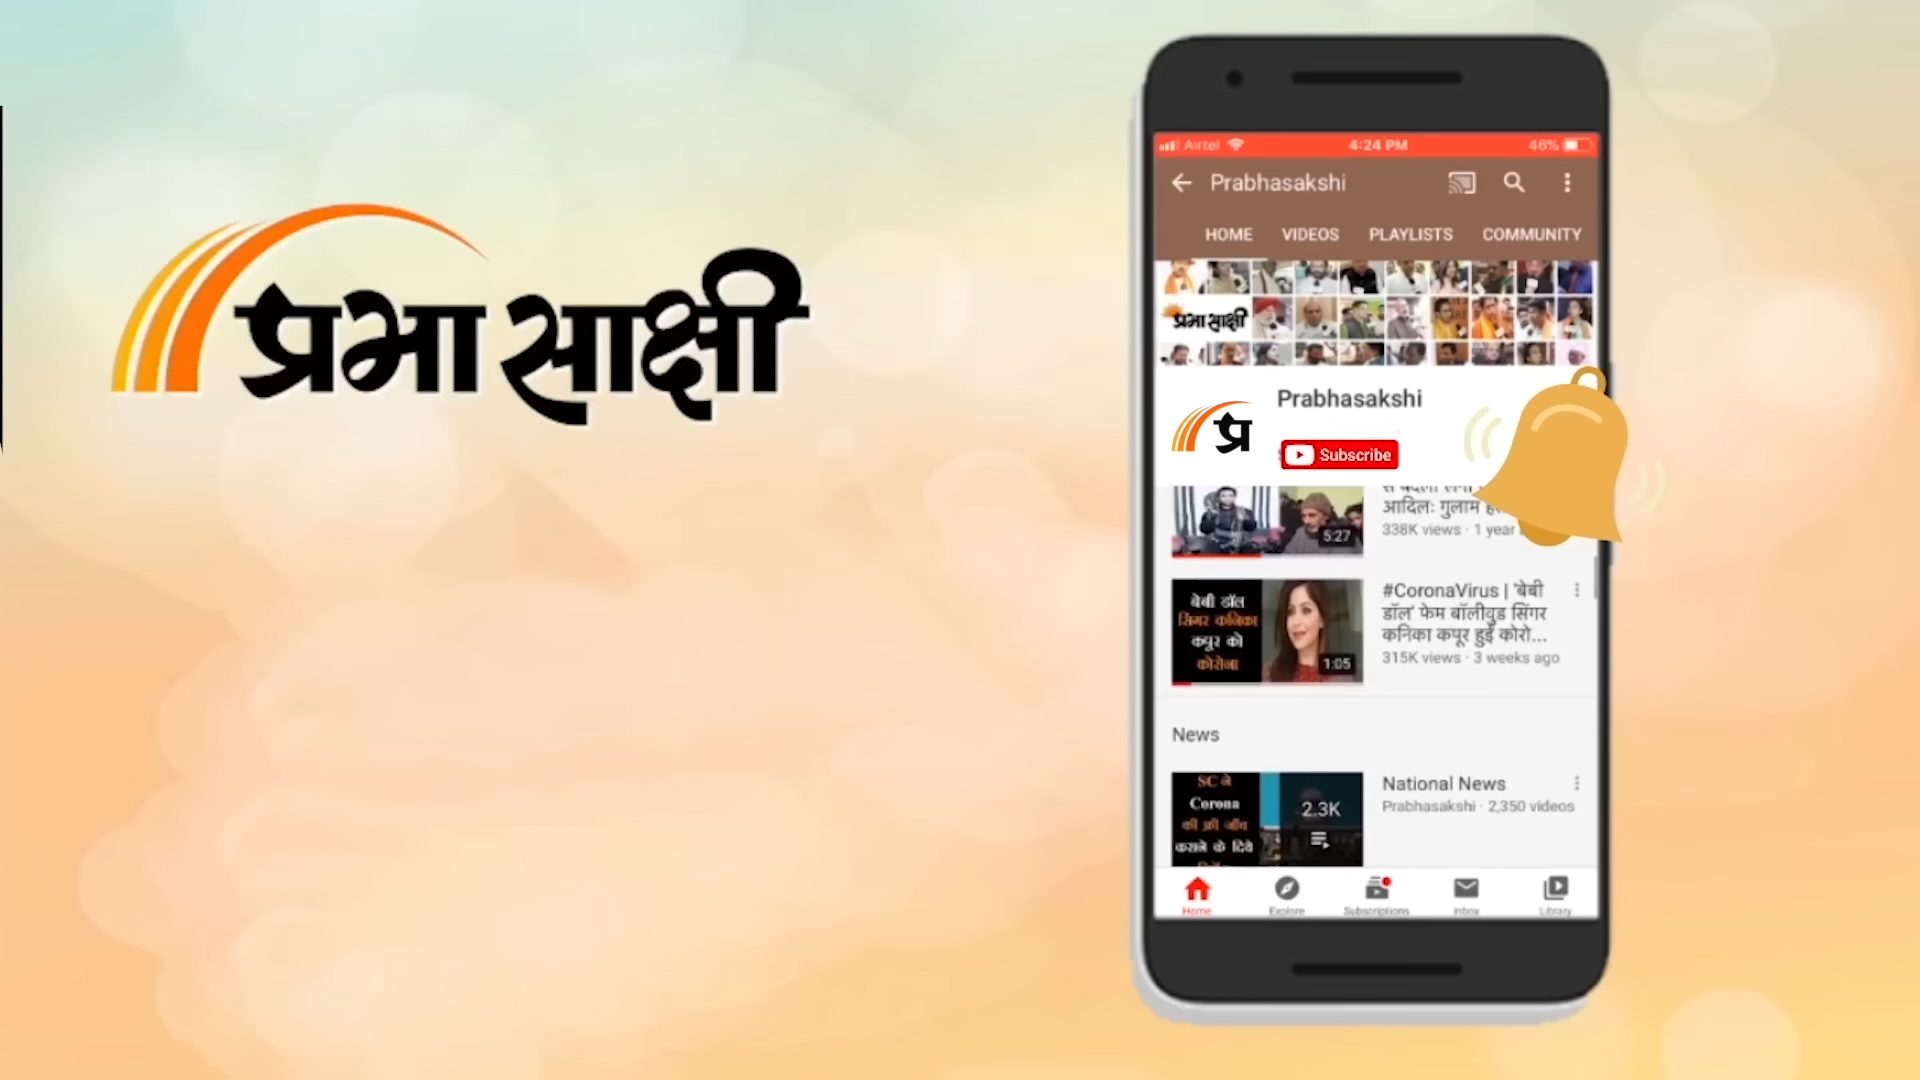 प्रभासाक्षी
Airtel 4:24 PM 46%
Prabhasakshi
HOME VIDEOS PLAYLISTS COMMUNITY
प्रभासाक्षी
Prabhasakshi
प्र
Subscribe
आदिलः गुलाम
338K views · 1 year
5:27
#CoronaVirus | 'बेबी
डॉल' फेम बॉलीवुड सिंगर
कनिका कपूर हुईं कोरो...
315K views · 3 weeks ago
बेबी डॉल
सिंगर कनिका
कपूर को
कोरोना
1:05
News
SC ने
Corona
की फ्री जाँच
कराने के दिये
2.3K
National News
Prabhasakshi · 2,350 videos
Home Explore Subscriptions Inbox Library